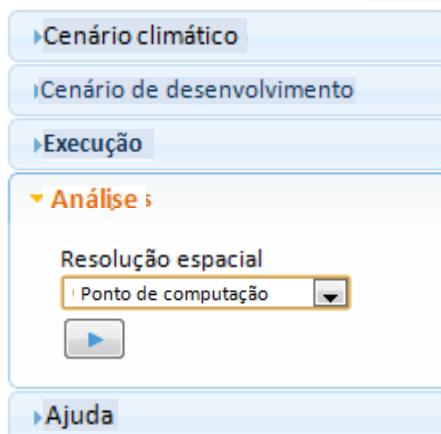 Cenário climático
Cenário de desenvolvimento
Execução
Análise s
Resolução espacial
Ponto de computação
Ajuda